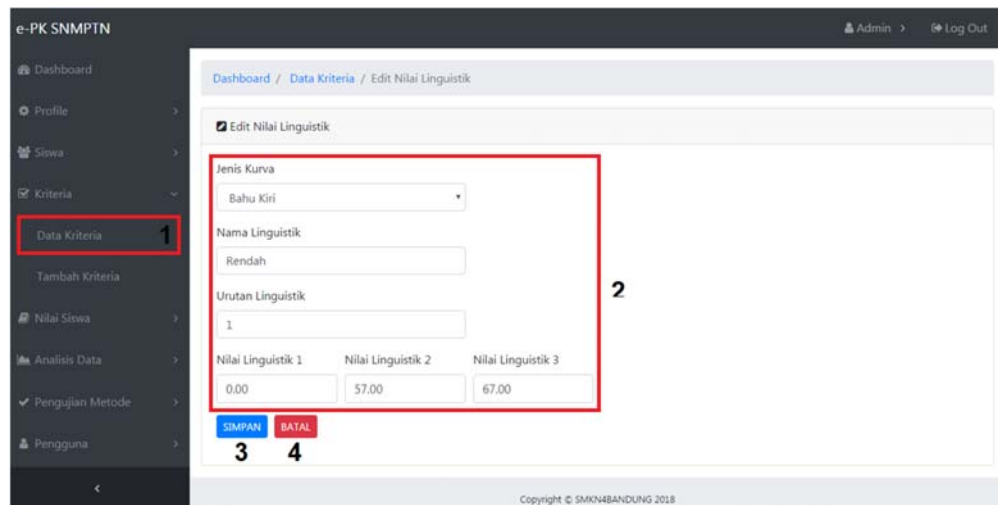 e-PK SNMPTN
Admin
Log Out
Dashboard
Profile
Siswa
Kriteria
Data Kriteria
1
Tambah Kriteria
Nilai Siswa
Analisis Data
Pengujian Metode
Pengguna
Dashboard / Data Kriteria / Edit Nilai Linguistik
Edit Nilai Linguistik
Jenis Kurva
Bahu Kiri
Nama Linguistik
Rendah
Urutan Linguistik
1
Nilai Linguistik 1 Nilai Linguistik 2 Nilai Linguistik 3
0.00 57.00 67.00
2
SIMPAN BATAL
3 4
Copyright © SMKN4BANDUNG 2018